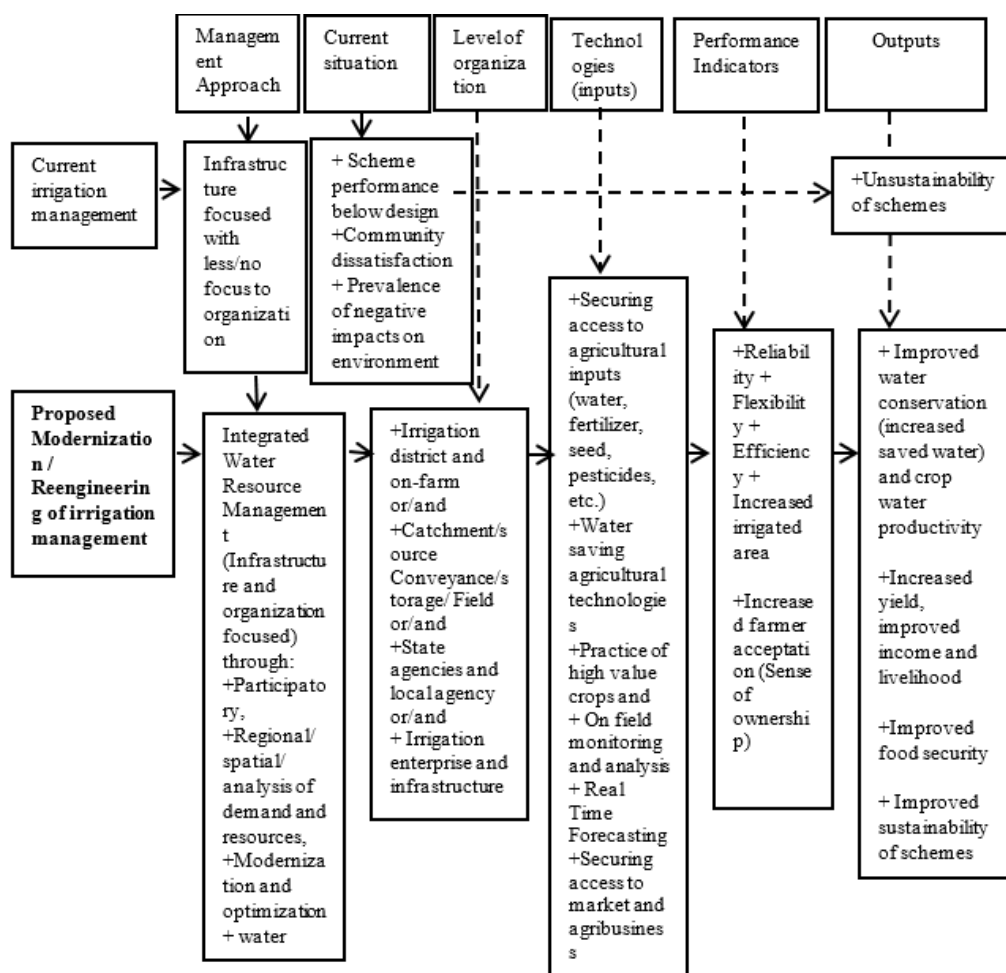 Managem
ent
Approach
Current
situation
Level of
organiza
tion
Technol
ogies
(inputs)
Performance
Indicators
Outputs
Current
irrigation
management
Infrastruc
ture
focused
with
less/no
focus to
organizati
on
+ Scheme
performance
below design
+Community
dissatisfaction
+ Prevalence
of negative
impacts on
environment
+Unsustainability
of schemes
Proposed
Modernizatio
n /
Reengineerin
g of irrigation
management
Integrated
Water
Resource
Managemen
t
(Infrastructu
re and
organization
focused)
through:
+Participato
ry,
+Regional/
spatial/
analysis of
demand and
resources,
+Moderniza
tion and
optimization
+ water
+Irrigation
district and
on-farm
or/and
+Catchment/s
ource
Conveyance/s
torage/ Field
or/and
+State
agencies and
local agency
or/and
+ Irrigation
enterprise and
infrastructure
+Securing
access to
agricultural
inputs
(water,
fertilizer,
seed,
pesticides,
etc.)
+Water
saving
agricultural
technologie
s
+Practice of
high value
crops and
+ On field
monitoring
and analysis
+ Real
Time
Forecasting
+Securing
access to
market and
agribusines
s
+Reliabil
ity +
Flexibilit
y +
Efficienc
y +
Increased
irrigated
area
+Increase
d farmer
acceptati
on (Sense
of
ownershi
p)
+ Improved
water
conservation
(increased
saved water)
and crop
water
productivity
+Increased
yield,
improved
income and
livelihood
+Improved
food security
+ Improved
sustainability
of schemes